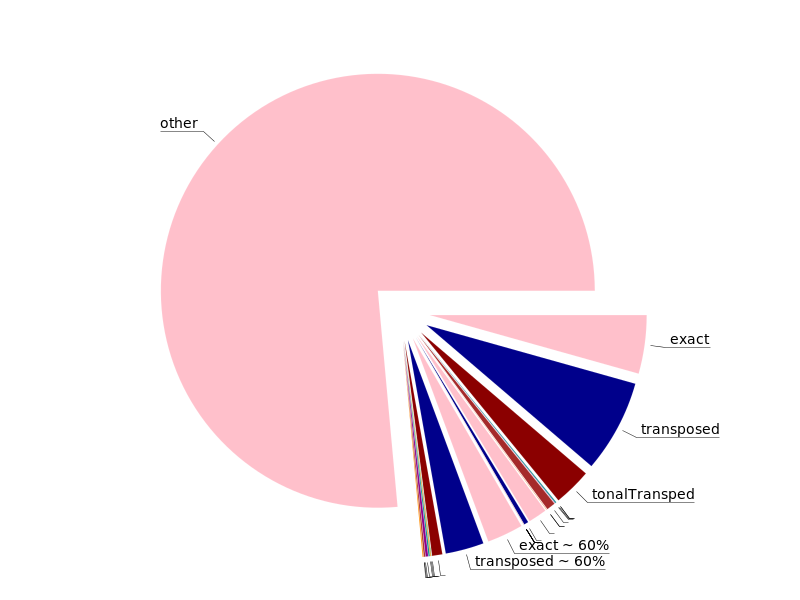 other
exact
transposed
tonalTransped
exact ~ 60%
transposed ~ 60%